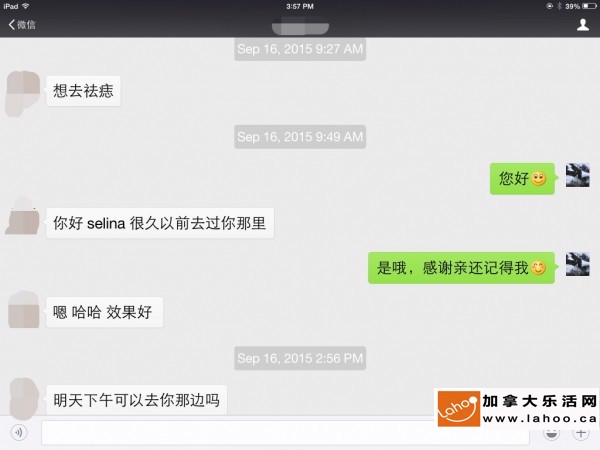 iPad
3:57 PM
39%
微信
Sep 16, 2015 9:27 AM
想去祛痣
Sep 16, 2015 9:49 AM
您好
你好 selina 很久以前去过你那里
是哦，感谢亲还记得我
嗯 哈哈 效果好
Sep 16, 2015 2:56 PM
明天下午可以去你那边吗
Lahoo
加拿大乐活网
www.lahoo.ca